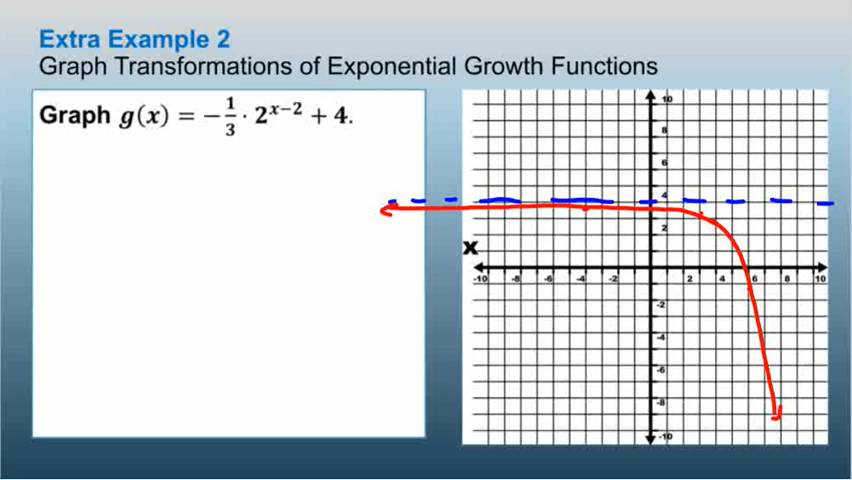 Extra Example 2
Graph Transformations of Exponential Growth Functions
Graph g(x) = −1/3 · 2^(x−2) + 4.
10
8
6
4
2
x
-10 -8 -6 -4 -2 2 4 6 8 10
-2
-4
-6
-8
-10